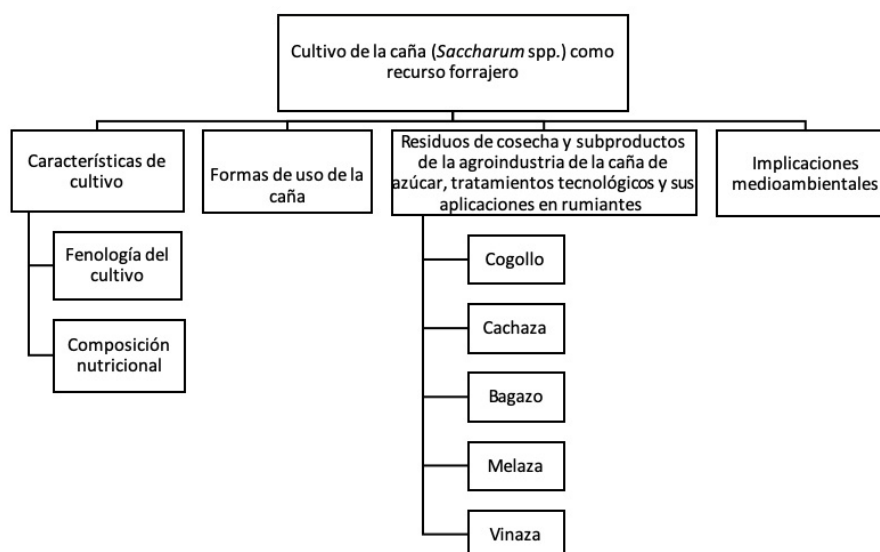 Cultivo de la caña (Saccharum spp.) como
recurso forrajero
Características de
cultivo
Formas de uso de la
caña
Residuos de cosecha y subproductos
de la agroindustria de la caña de
azúcar, tratamientos tecnológicos y sus
aplicaciones en rumiantes
Implicaciones
medioambientales
Fenología del
cultivo
Composición
nutricional
Cogollo
Cachaza
Bagazo
Melaza
Vinaza